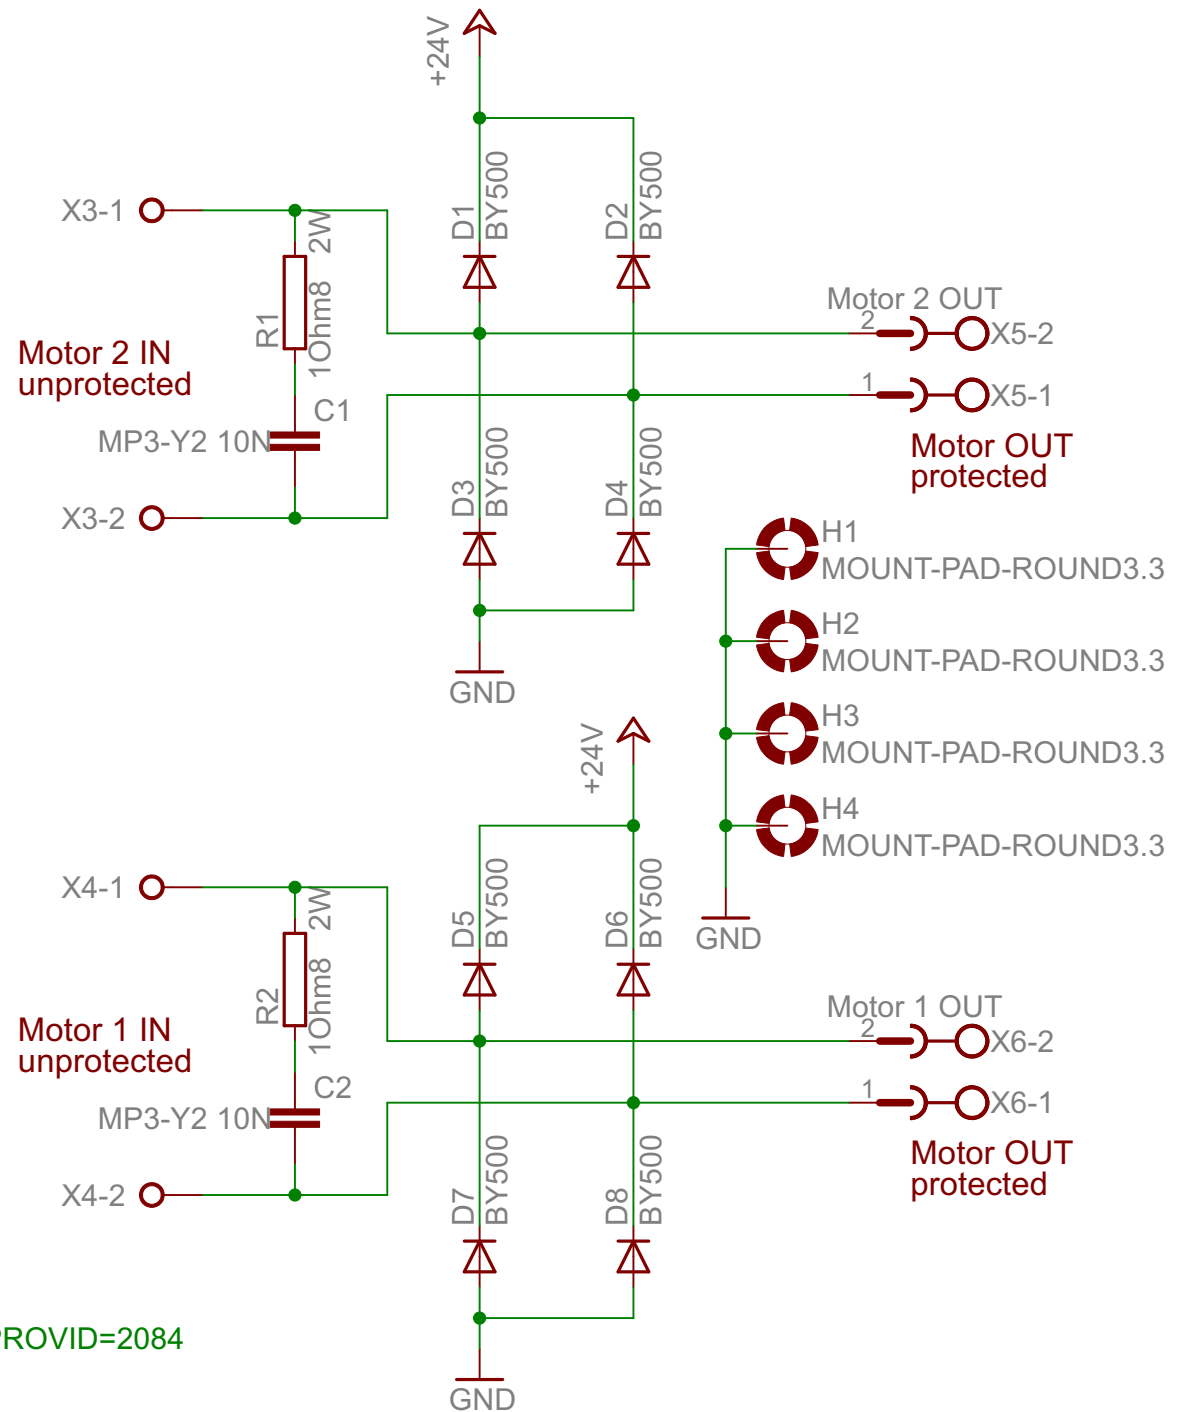 +24V
D1
BY500
D2
BY500
X3-1
2W
R1
1Ohm8
Motor 2 IN
unprotected
C1
MP3-Y2 10N
X3-2
Motor 2 OUT
2
X5-2
1
X5-1
Motor OUT
protected
D3
BY500
D4
BY500
GND
H1
MOUNT-PAD-ROUND3.3
H2
MOUNT-PAD-ROUND3.3
H3
MOUNT-PAD-ROUND3.3
H4
MOUNT-PAD-ROUND3.3
GND
+24V
D5
BY500
D6
BY500
X4-1
2W
R2
1Ohm8
Motor 1 IN
unprotected
C2
MP3-Y2 10N
X4-2
Motor 1 OUT
2
X6-2
1
X6-1
Motor OUT
protected
D7
BY500
D8
BY500
GND
PROVID=2084